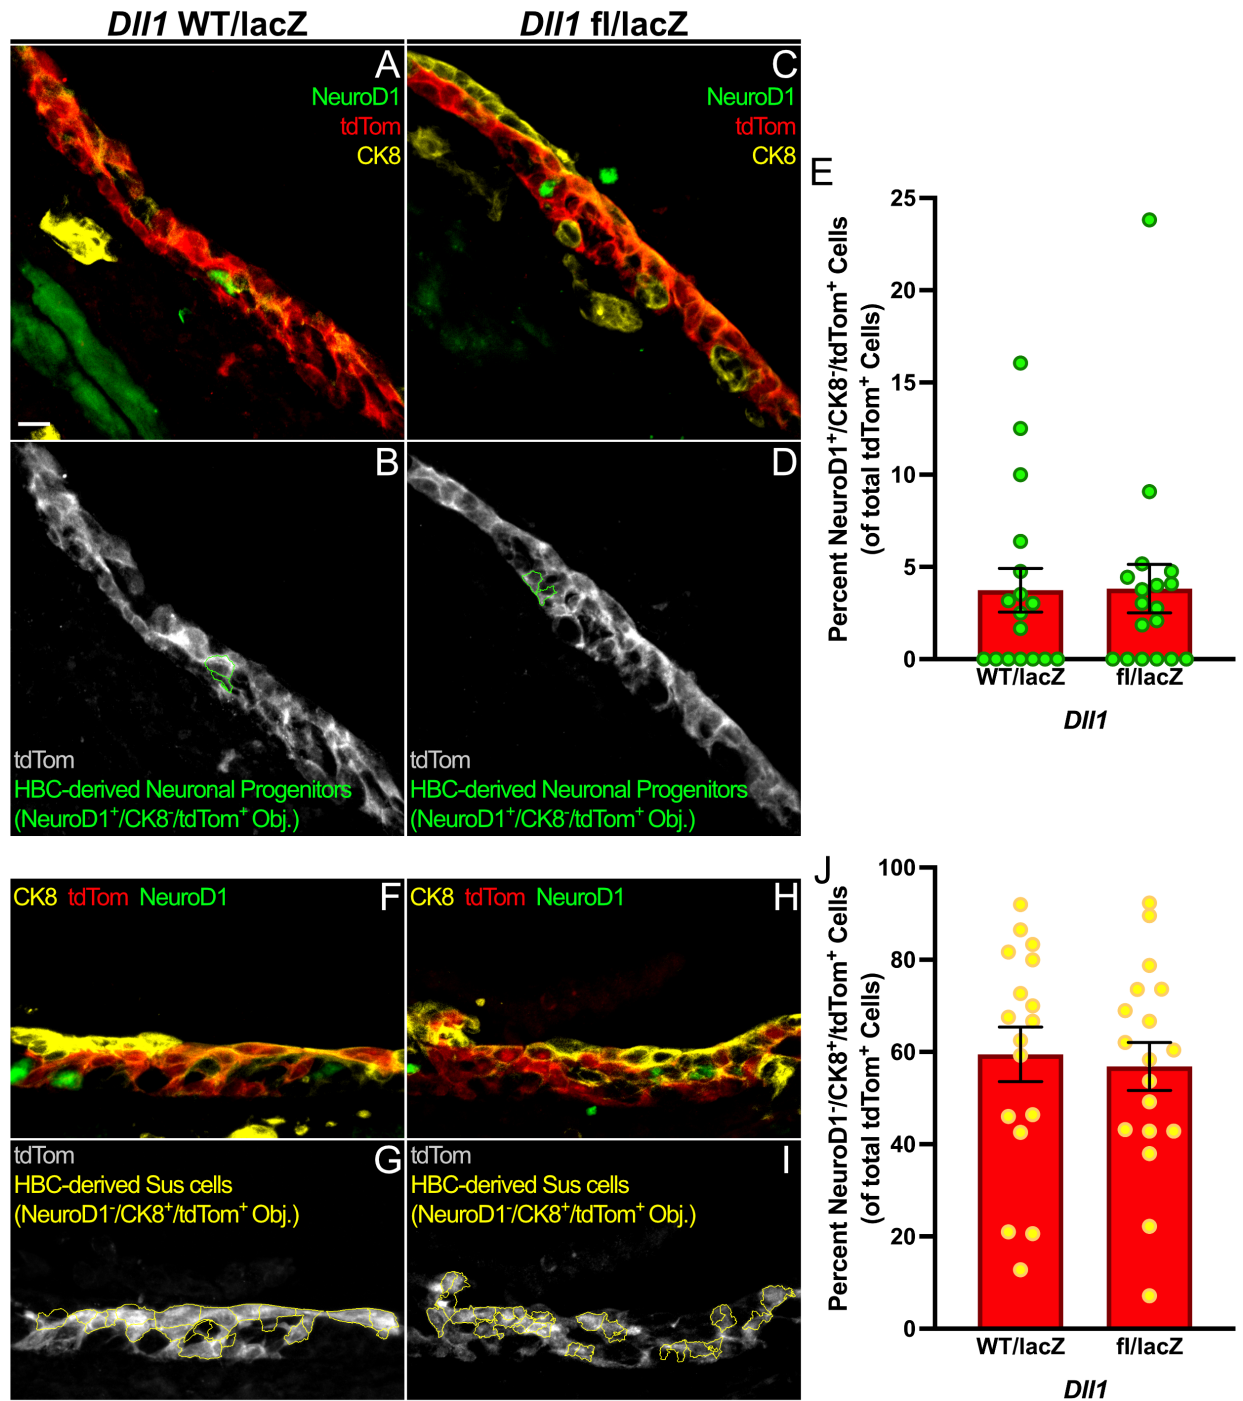 Dll1 WT/lacZ
Dll1 fl/lacZ
A
NeuroD1
tdTom
CK8
C
NeuroD1
tdTom
CK8
B
tdTom
HBC-derived Neuronal Progenitors
(NeuroD1⁺/CK8⁻/tdTom⁺ Obj.)
D
tdTom
HBC-derived Neuronal Progenitors
(NeuroD1⁺/CK8⁻/tdTom⁺ Obj.)
E
Percent NeuroD1⁺/CK8⁻/tdTom⁺ Cells
(of total tdTom⁺ Cells)
25
20
15
10
5
0
WT/lacZ
fl/lacZ
Dll1
CK8 tdTom NeuroD1
F
CK8 tdTom NeuroD1
H
tdTom
G
HBC-derived Sus cells
(NeuroD1⁻/CK8⁺/tdTom⁺ Obj.)
tdTom
I
HBC-derived Sus cells
(NeuroD1⁻/CK8⁺/tdTom⁺ Obj.)
J
Percent NeuroD1⁻/CK8⁺/tdTom⁺ Cells
(of total tdTom⁺ Cells)
100
80
60
40
20
0
WT/lacZ
fl/lacZ
Dll1